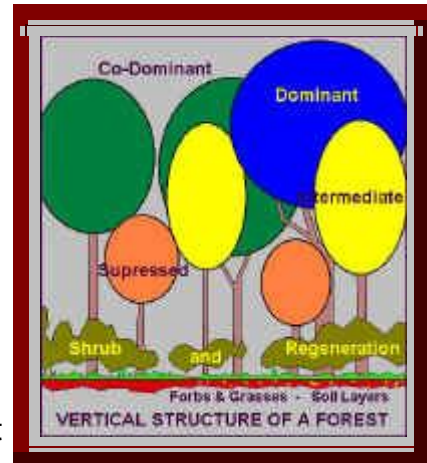 Co-Dominant
Dominant
Intermediate
Supressed
Shrub and Regeneration
Forbs & Grasses - Soil Layers
VERTICAL STRUCTURE OF A FOREST